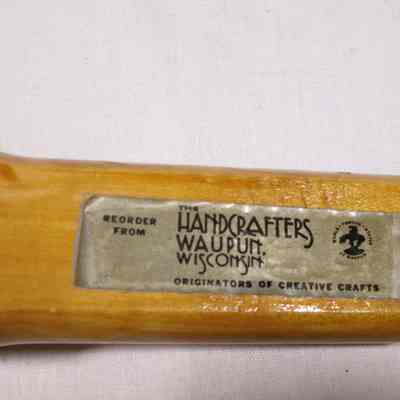 REORDER
FROM
THE
HANDCRAFTERS
WAUPUN,
WISCONSIN
ORIGINATORS OF CREATIVE CRAFTS